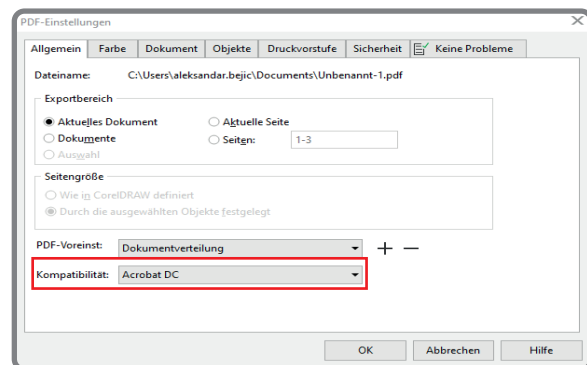 PDF-Einstellungen
Allgemein Farbe Dokument Objekte Druckvorstufe Sicherheit Keine Probleme
Dateiname: C:\Users\aleksandar.bejic\Documents\Unbenannt-1.pdf
Exportbereich
Aktuelles Dokument Aktuelle Seite
Dokumente Seiten: 1-3
Auswahl
Seitengröße
Wie in CorelDRAW definiert
Durch die ausgewählten Objekte festgelegt
PDF-Voreinst: Dokumentverteilung
Kompatibilität: Acrobat DC
OK Abbrechen Hilfe